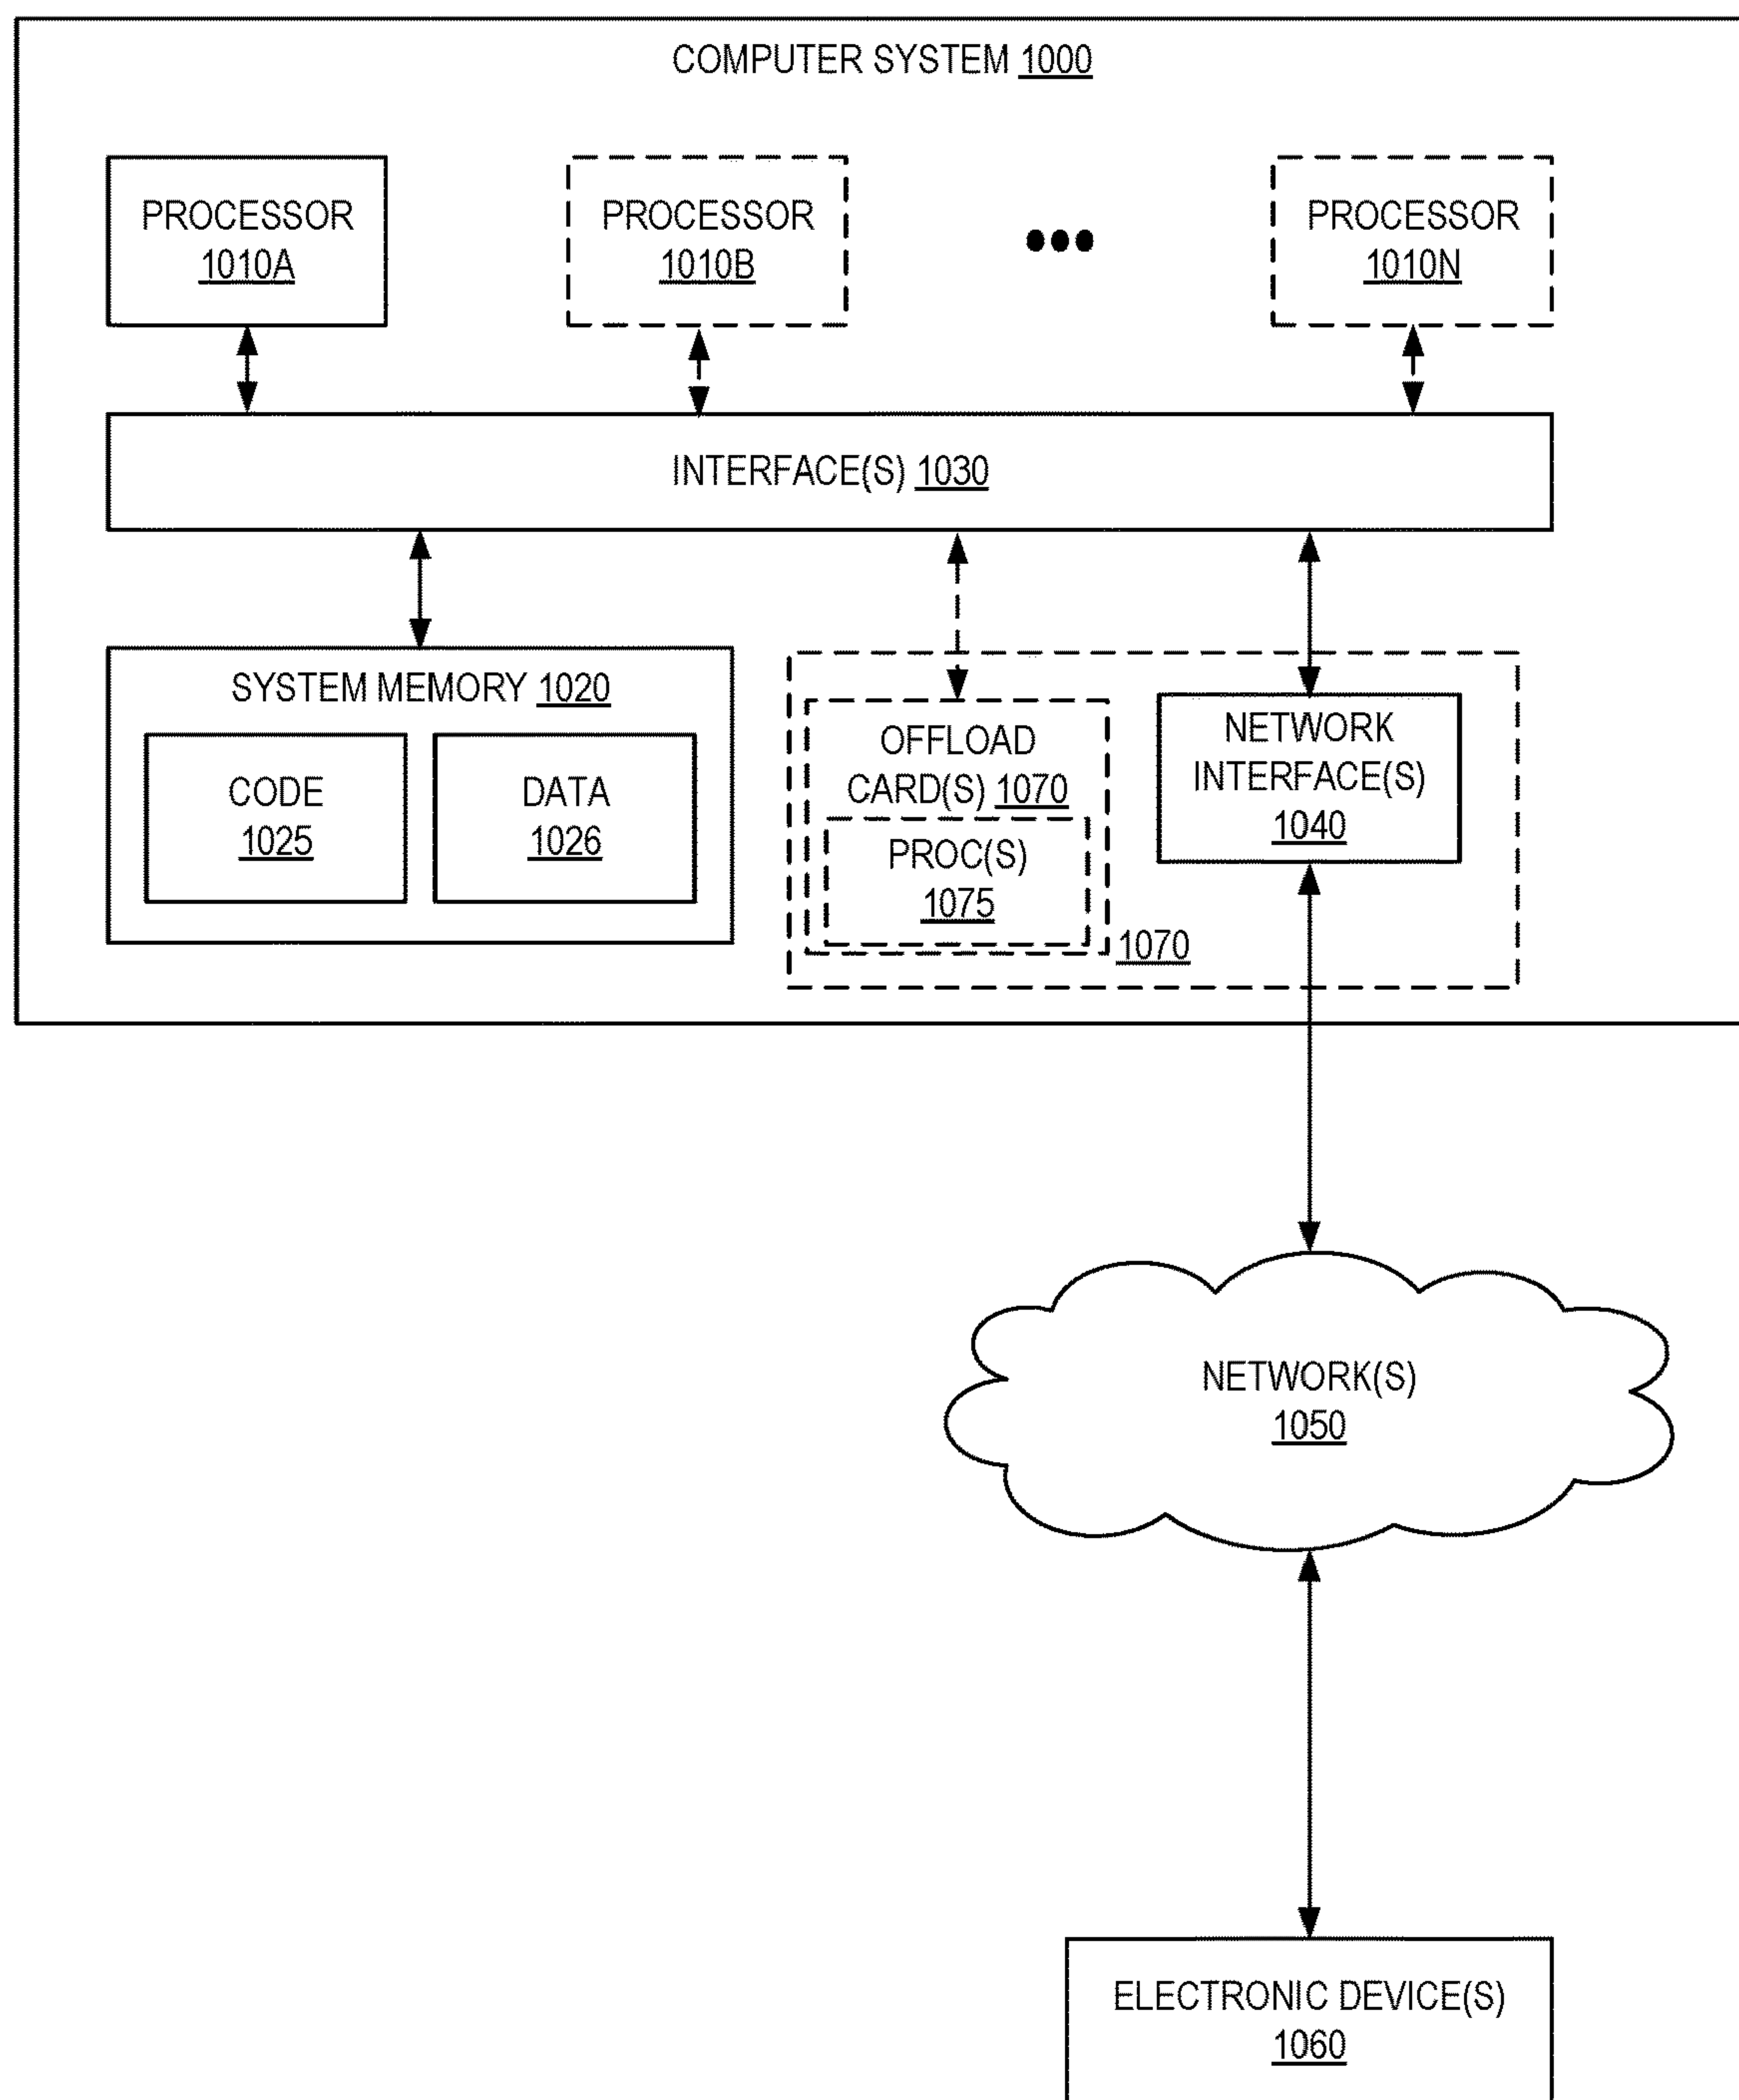 COMPUTER SYSTEM 1000
PROCESSOR
1010A
PROCESSOR
1010B
PROCESSOR
1010N
INTERFACE(S) 1030
SYSTEM MEMORY 1020
CODE
1025
DATA
1026
OFFLOAD
CARD(S) 1070
PROC(S)
1075
1070
NETWORK
INTERFACE(S)
1040
NETWORK(S)
1050
ELECTRONIC DEVICE(S)
1060